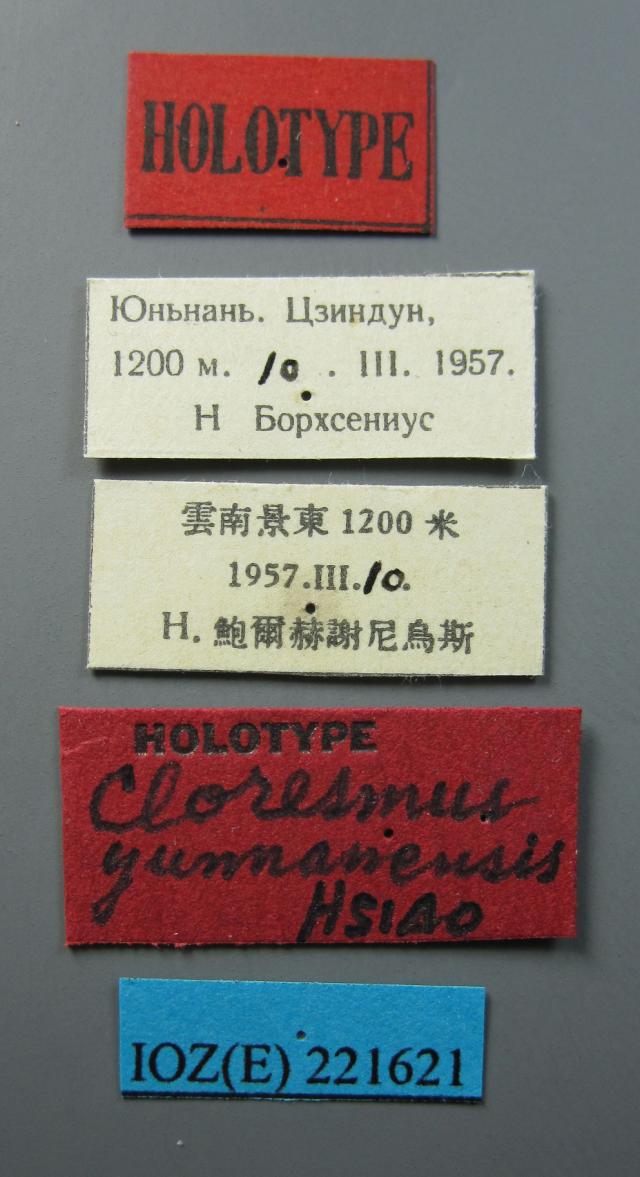 HOLOTYPE
Юньнань. Цзиндун,
1200 м. 10 . III. 1957.
Н Борхсениус
雲南景東 1200 米
1957.III.10.
H. 鮑爾赫謝尼烏斯
HOLOTYPE
Cloresmus
yunnanensis
HSIAO
IOZ(E) 221621